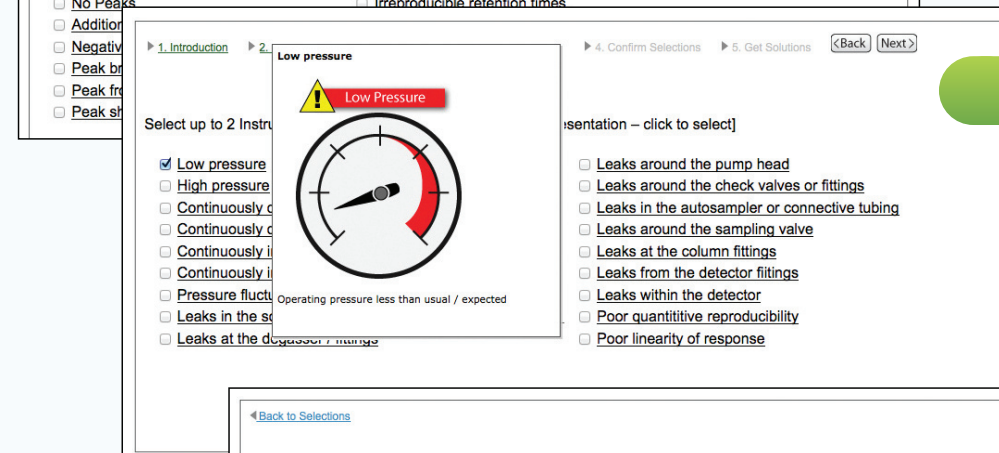 No Peaks
Irreproducible retention times
Addition
Negativ
Peak br
Peak fro
Peak sh
1. Introduction
2.
4. Confirm Selections
5. Get Solutions
<Back
Next>
Low pressure
Low Pressure
Operating pressure less than usual / expected
Select up to 2 Instru
esentation – click to select]
Low pressure
High pressure
Continuously
Continuously
Continuously
Continuously
Pressure fluctu
Leaks in the
Leaks at the degasser / fittings
Leaks around the pump head
Leaks around the check valves or fittings
Leaks in the autosampler or connective tubing
Leaks around the sampling valve
Leaks at the column fittings
Leaks from the detector fiitings
Leaks within the detector
Poor quantititive reproducibility
Poor linearity of response
Back to Selections